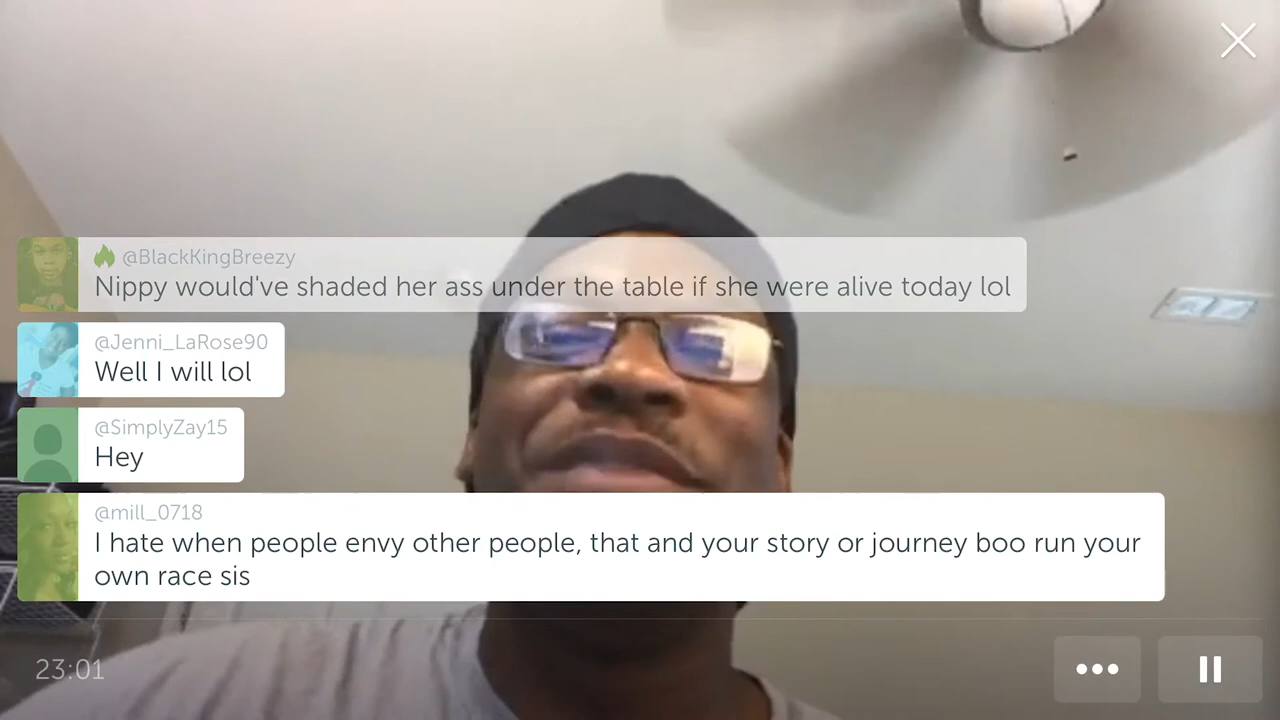 @BlackKingBreezy
Nippy would've shaded her ass under the table if she were alive today lol
@Jenni_LaRose90
Well I will lol
@SimplyZay15
Hey
@mill_0718
I hate when people envy other people, that and your story or journey boo run your
own race sis
23:01